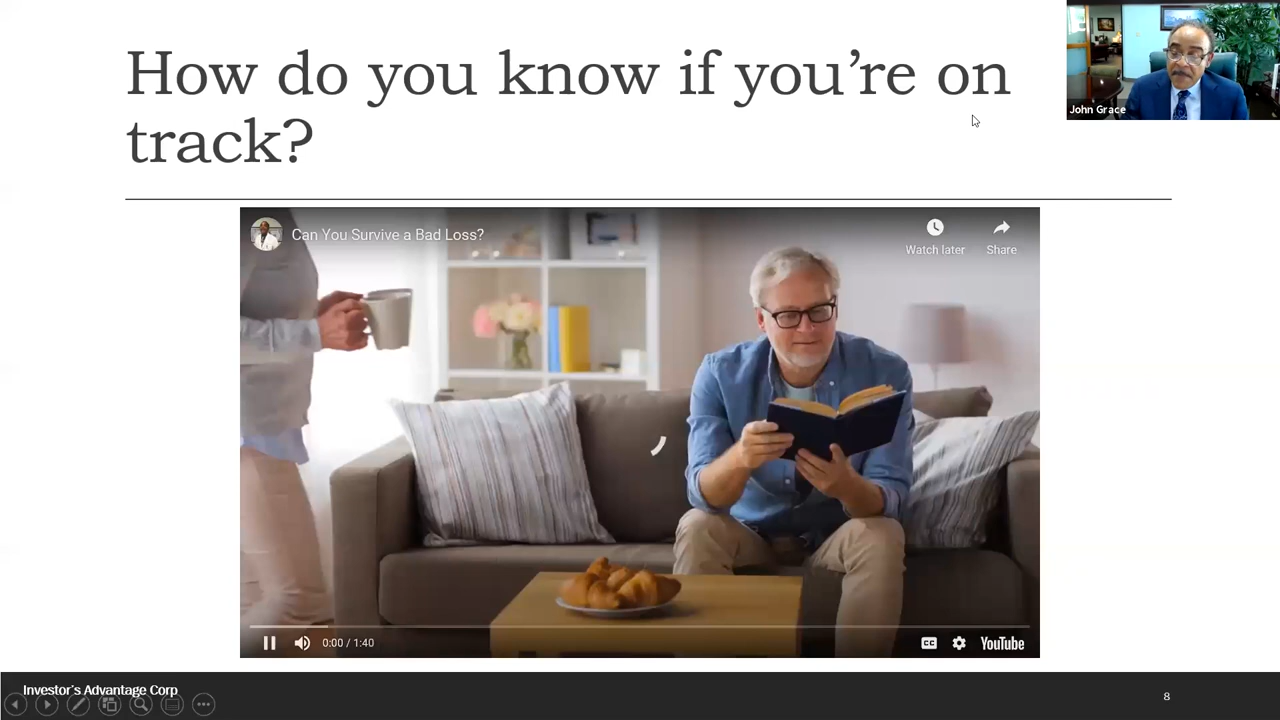 How do you know if you’re on
track?
John Grace
Can You Survive a Bad Loss?
Watch later
Share
0:00 / 1:40
CC
YouTube
Investor's Advantage Corp
8